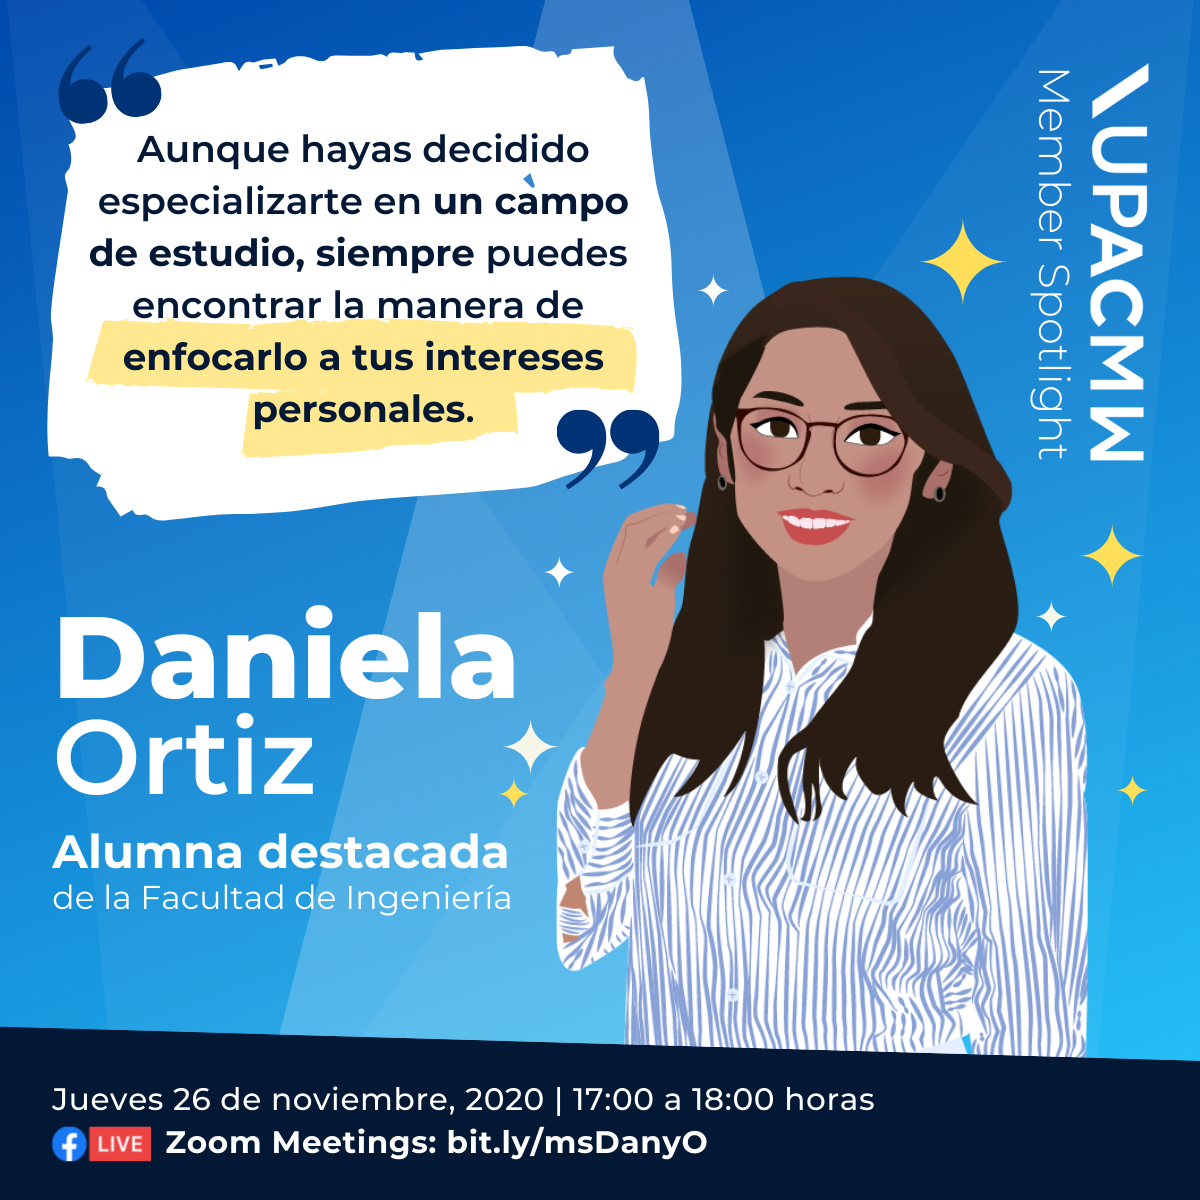 Aunque hayas decidido
especializarte en un campo
de estudio, siempre puedes
encontrar la manera de
enfocarlo a tus intereses
personales.
\UPACMW
Member Spotlight
Daniela
Ortiz
Alumna destacada
de la Facultad de Ingeniería
Jueves 26 de noviembre, 2020 | 17:00 a 18:00 horas
LIVE Zoom Meetings: bit.ly/msDanyO